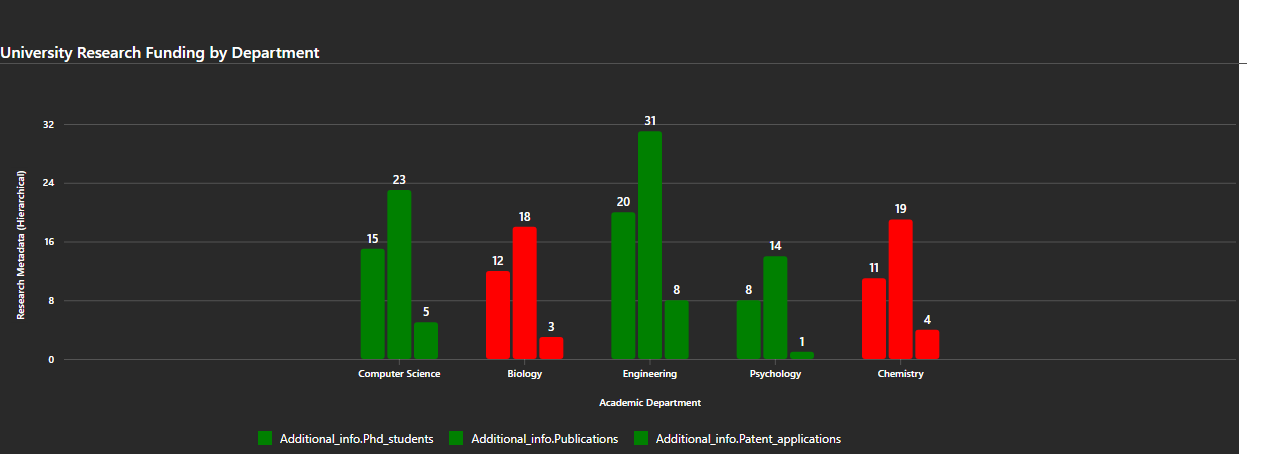 University Research Funding by Department
Research Metadata (Hierarchical)
32
24
16
8
0
15
23
5
12
18
3
20
31
8
8
14
1
11
19
4
Computer Science
Biology
Engineering
Psychology
Chemistry
Academic Department
Additional_info.Phd_students
Additional_info.Publications
Additional_info.Patent_applications